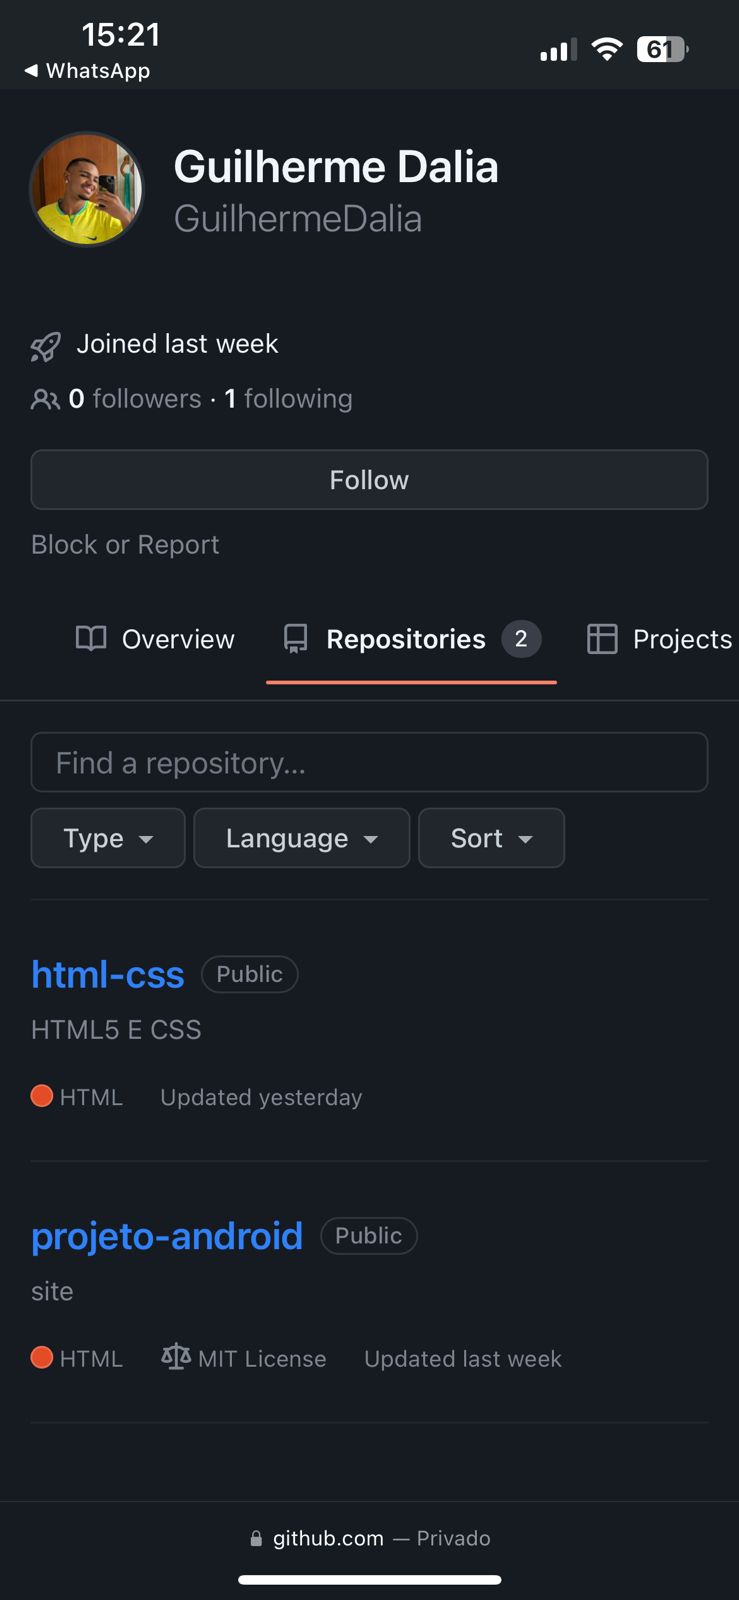 15:21
61
◀ WhatsApp
Guilherme Dalia
GuilhermeDalia
Joined last week
0 followers · 1 following
Follow
Block or Report
Overview
Repositories 2
Projects
Find a repository...
Type
Language
Sort
html-css Public
HTML5 E CSS
HTML Updated yesterday
projeto-android Public
site
HTML MIT License Updated last week
github.com — Privado